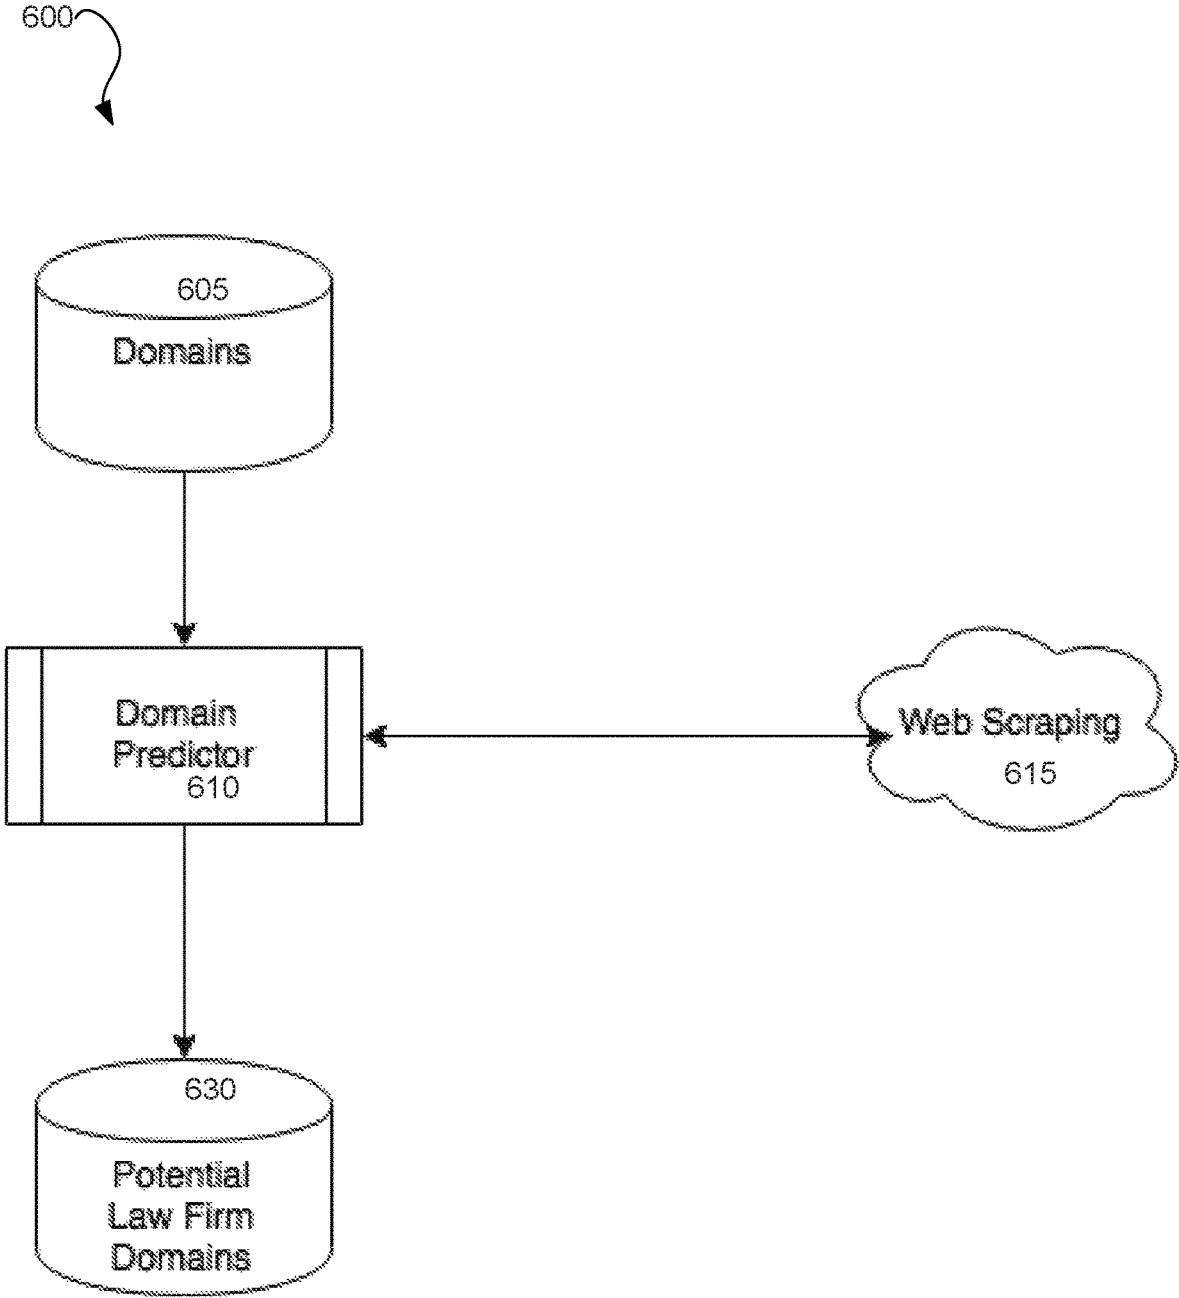 600
605
Domains
Domain
Predictor
610
Web Scraping
615
630
Potential
Law Firm
Domains